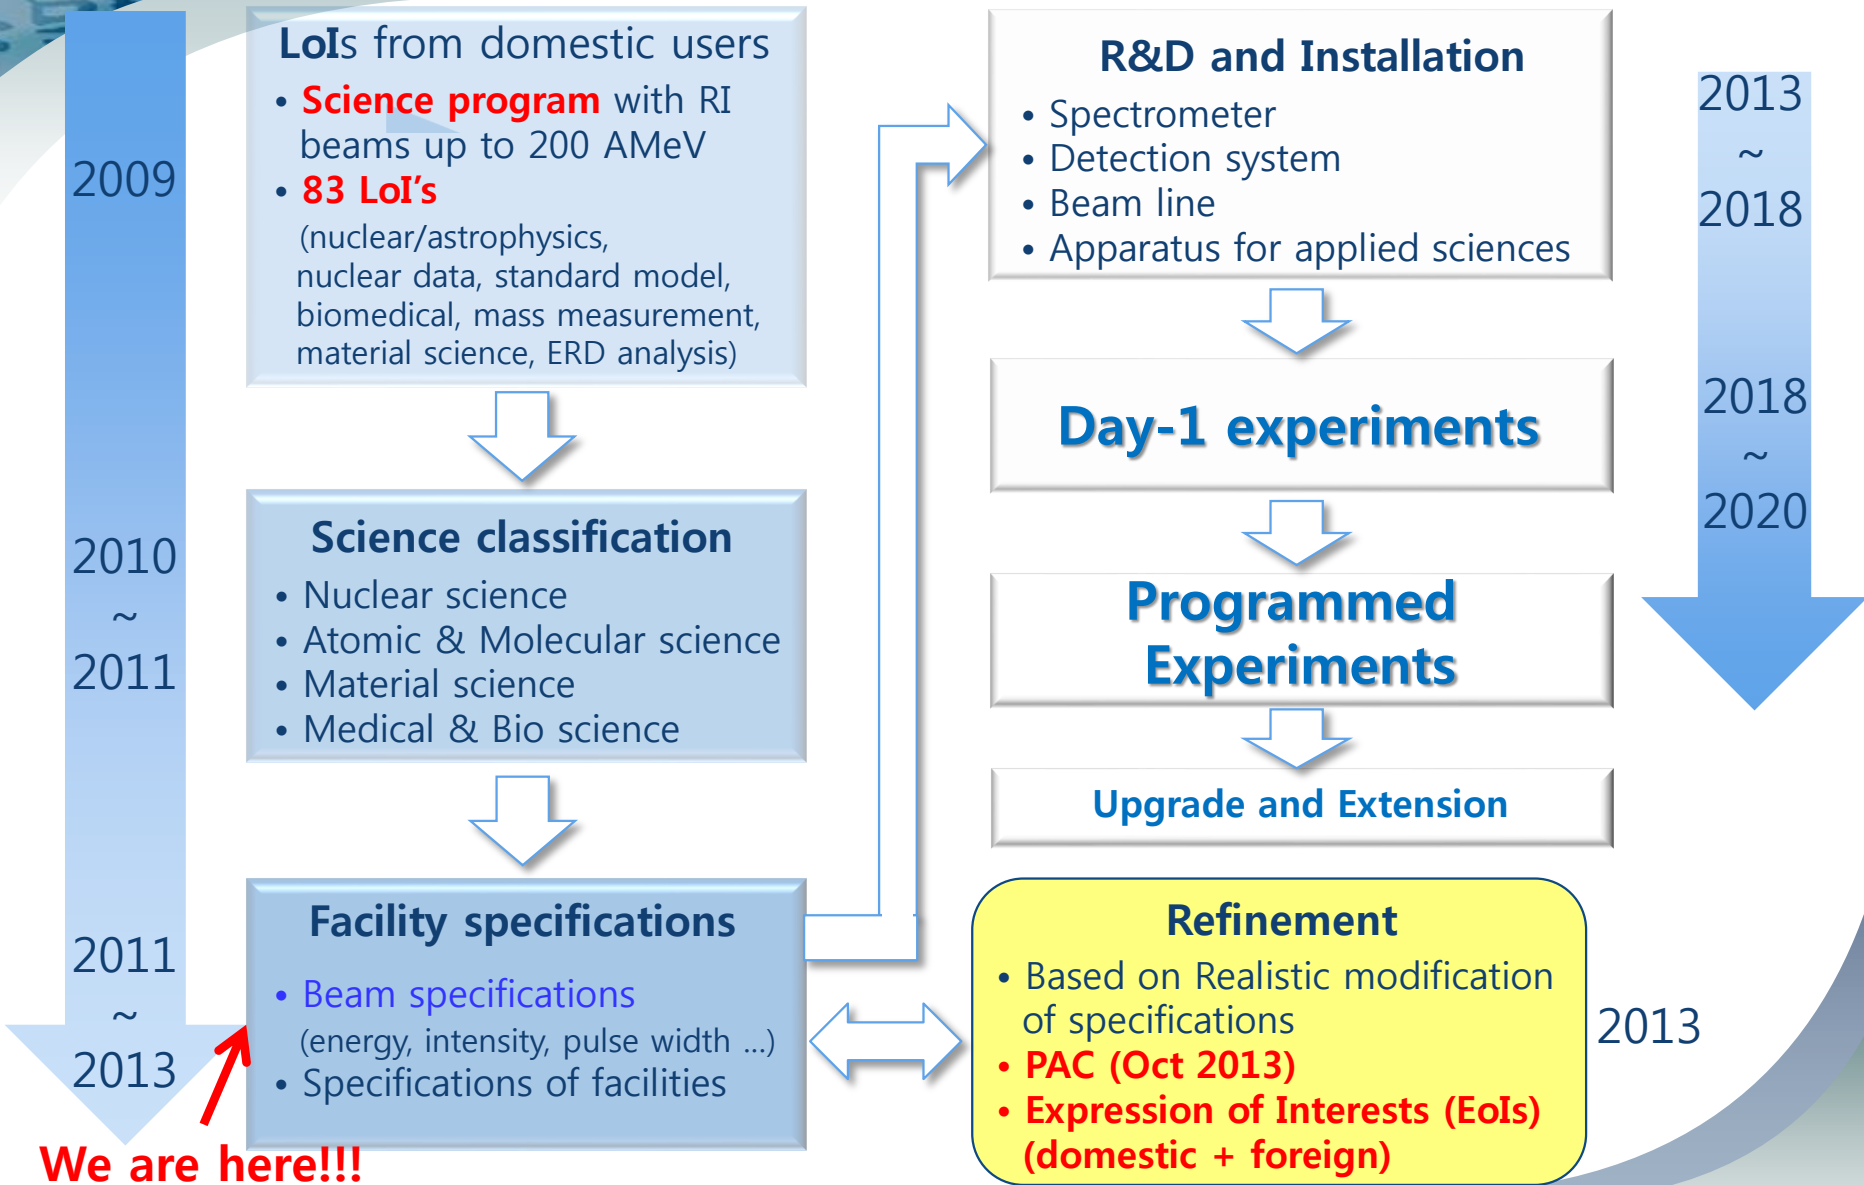 2009
LoIs from domestic users
• Science program with RI
beams up to 200 AMeV
• 83 LoI's
(nuclear/astrophysics,
nuclear data, standard model,
biomedical, mass measurement,
material science, ERD analysis)
2010
~
2011
Science classification
• Nuclear science
• Atomic & Molecular science
• Material science
• Medical & Bio science
2011
~
2013
Facility specifications
• Beam specifications
(energy, intensity, pulse width ...)
• Specifications of facilities
We are here!!!
R&D and Installation
• Spectrometer
• Detection system
• Beam line
• Apparatus for applied sciences
2013
~
2018
Day-1 experiments
2018
~
2020
Programmed
Experiments
Upgrade and Extension
Refinement
• Based on Realistic modification
of specifications
• PAC (Oct 2013)
• Expression of Interests (EoIs)
(domestic + foreign)
2013